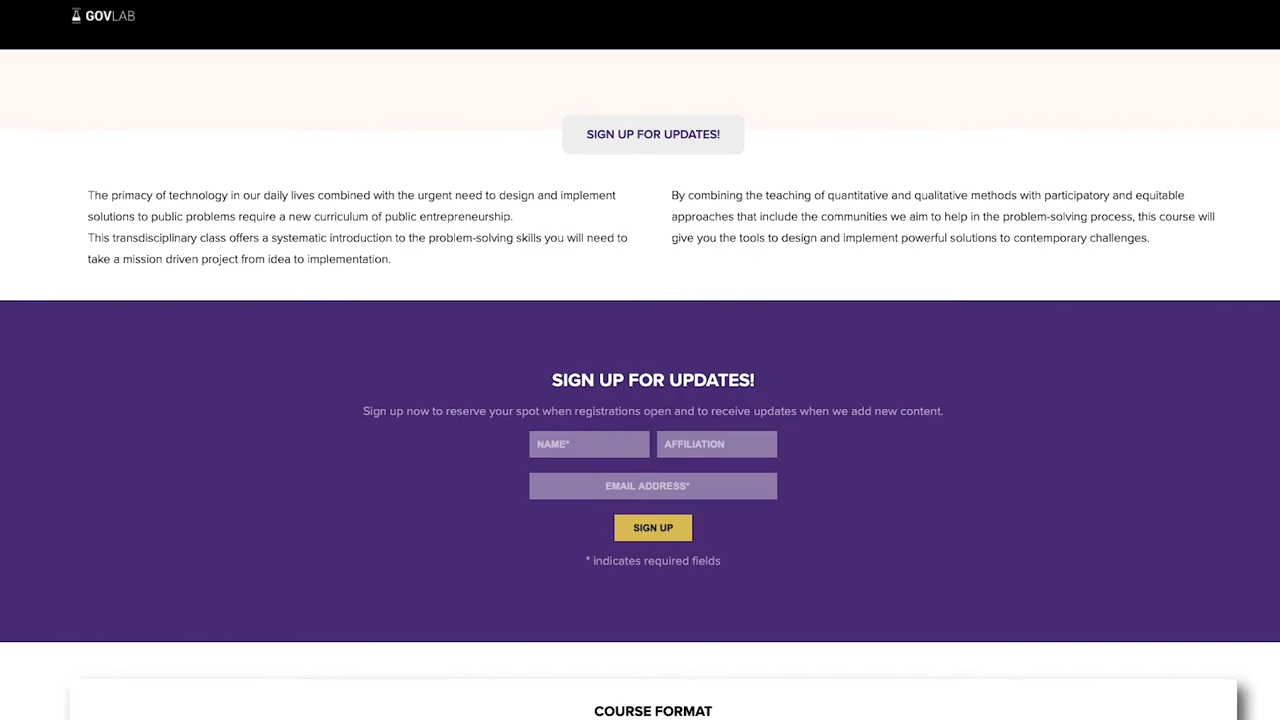 GOVLAB
SIGN UP FOR UPDATES!
The primacy of technology in our daily lives combined with the urgent need to design and implement
solutions to public problems require a new curriculum of public entrepreneurship.
This transdisciplinary class offers a systematic introduction to the problem-solving skills you will need to
take a mission driven project from idea to implementation.
By combining the teaching of quantitative and qualitative methods with participatory and equitable
approaches that include the communities we aim to help in the problem-solving process, this course will
give you the tools to design and implement powerful solutions to contemporary challenges.
SIGN UP FOR UPDATES!
Sign up now to reserve your spot when registrations open and to receive updates when we add new content.
NAME* AFFILIATION
EMAIL ADDRESS*
SIGN UP
* indicates required fields
COURSE FORMAT